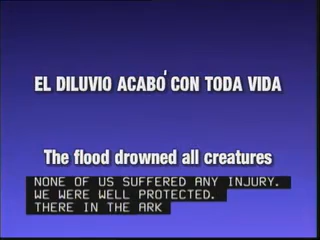 EL DILUVIO ACABÓ CON TODA VIDA
The flood drowned all creatures
NONE OF US SUFFERED ANY INJURY.
WE WERE WELL PROTECTED.
THERE IN THE ARK